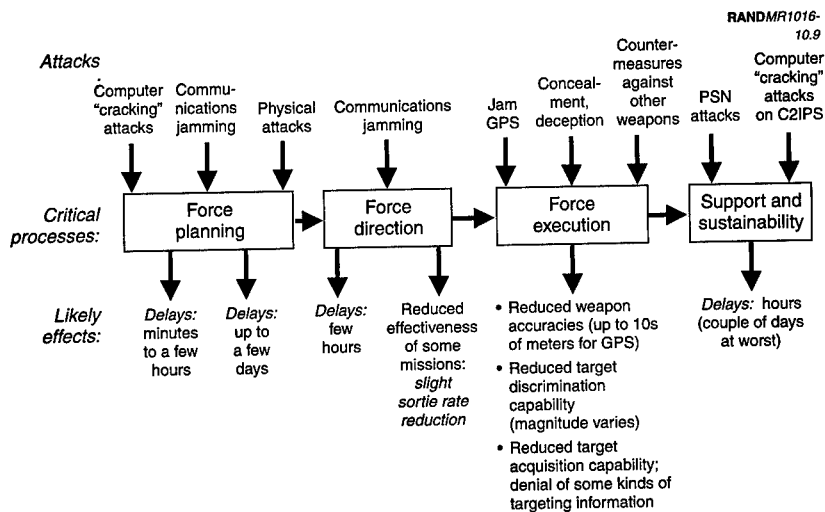 RANDMR1016-
10.9
Attacks
Computer
"cracking"
attacks
Commu-
nications
jamming
Physical
attacks
Communications
jamming
Jam
GPS
Conceal-
ment,
deception
Counter-
measures
against
other
weapons
PSN
attacks
Computer
"cracking"
attacks
on C2IPS
Critical
processes:
Force
planning
Force
direction
Force
execution
Support and
sustainability
Likely
effects:
Delays:
minutes
to a few
hours
Delays:
up to
a few
days
Delays:
few
hours
Reduced
effectiveness
of some
missions:
slight
sortie rate
reduction
• Reduced weapon
accuracies (up to 10s
of meters for GPS)
• Reduced target
discrimination
capability
(magnitude varies)
• Reduced target
acquisition capability;
denial of some kinds of
targeting information
Delays: hours
(couple of days
at worst)